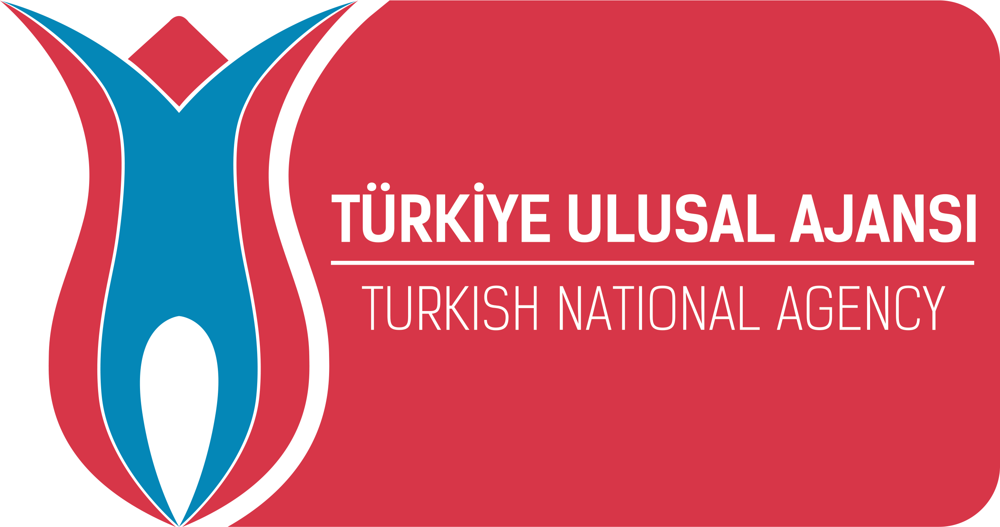 TÜRKİYE ULUSAL AJANSI
TURKISH NATIONAL AGENCY